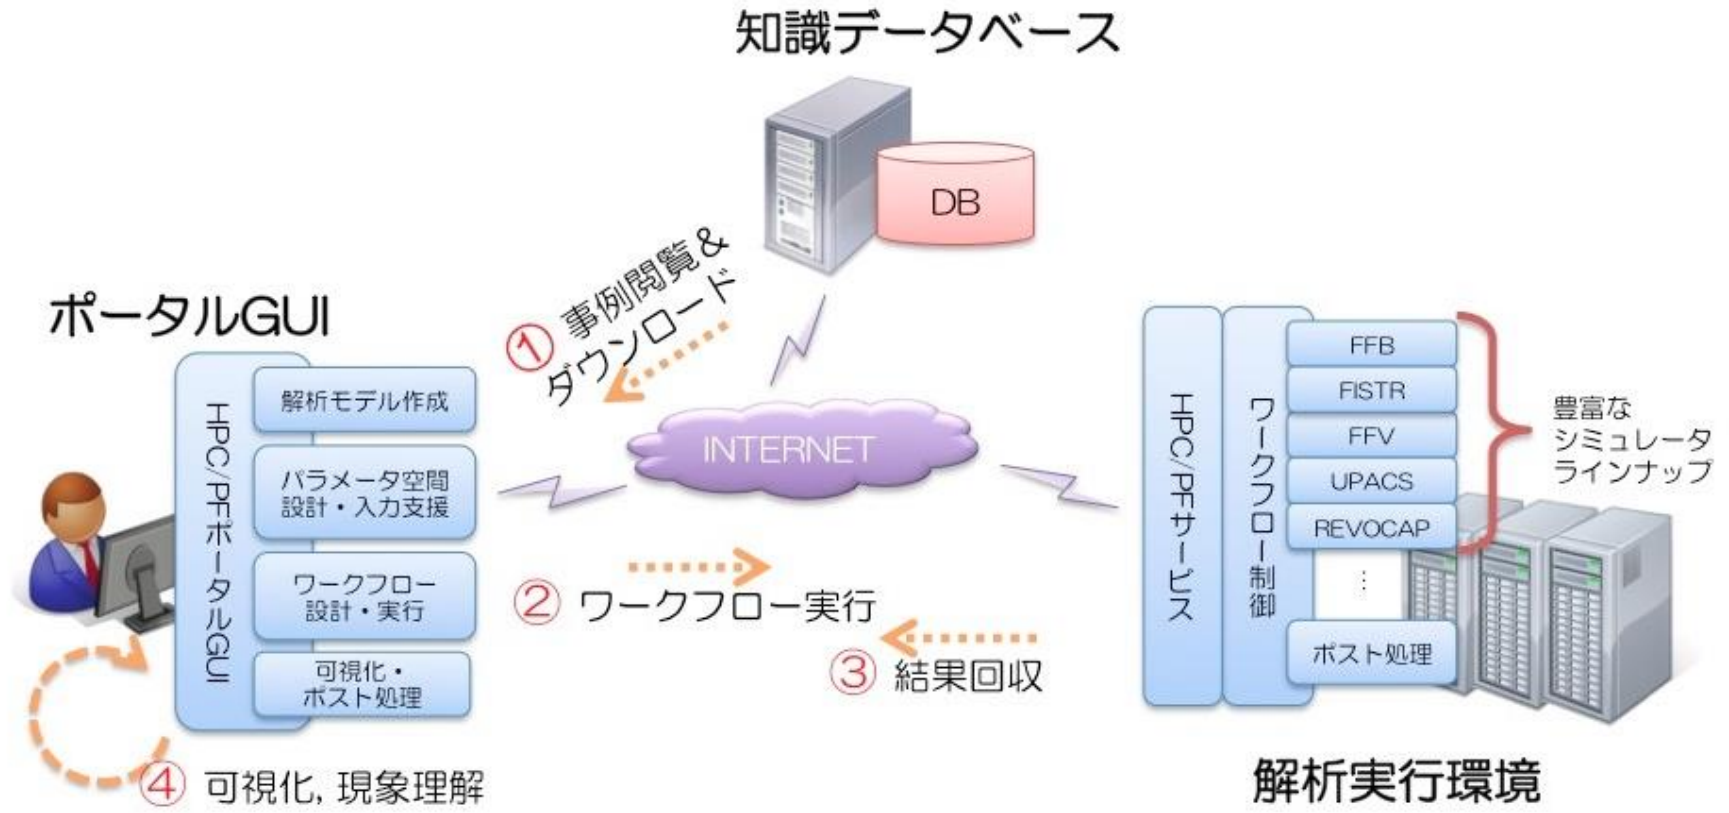 知識データベース
DB
① 事例閲覧&
ダウンロード
ポータルGUI
HPC/PFポータルGUI
解析モデル作成
パラメータ空間
設計・入力支援
ワークフロー
設計・実行
可視化・
ポスト処理
INTERNET
② ワークフロー実行
③ 結果回収
④ 可視化, 現象理解
HPC/PFサービス
ワークフロー制御
FFB
FISTR
FFV
UPACS
REVOCAP
⋮
ポスト処理
豊富な
シミュレータ
ラインナップ
解析実行環境